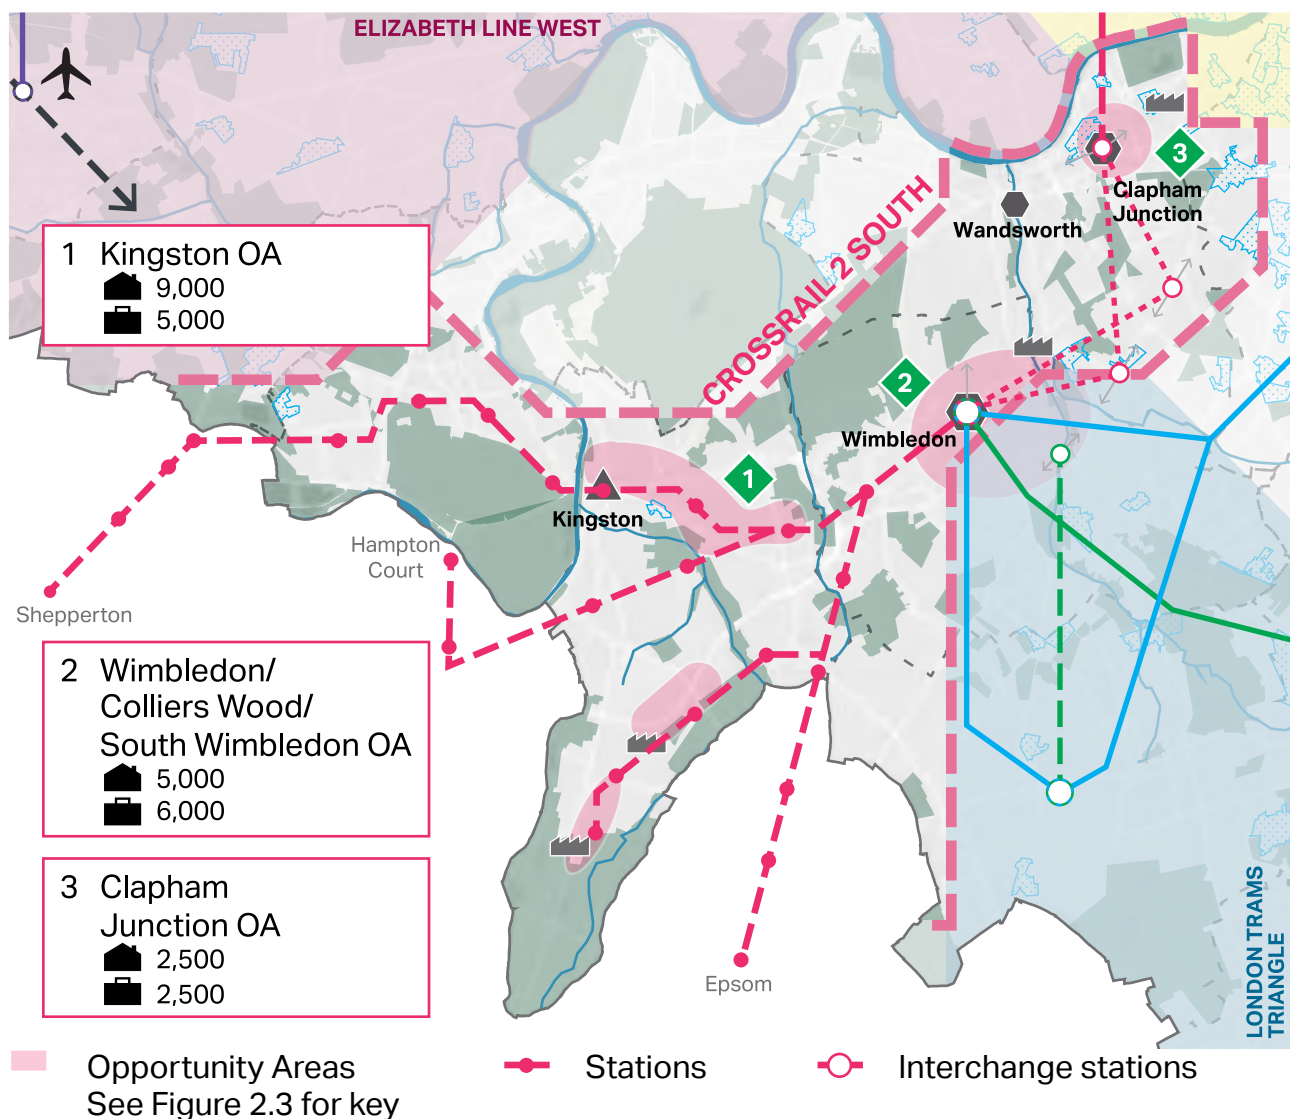 ELIZABETH LINE WEST
3
Clapham
Junction
Wandsworth
1 Kingston OA
9,000
5,000
CROSSRAIL 2 SOUTH
2
Wimbledon
1
Kingston
Hampton
Court
Shepperton
2 Wimbledon/
Colliers Wood/
South Wimbledon OA
5,000
6,000
3 Clapham
Junction OA
2,500
2,500
Epsom
LONDON TRAMS
TRIANGLE
Opportunity Areas
See Figure 2.3 for key
Stations
Interchange stations